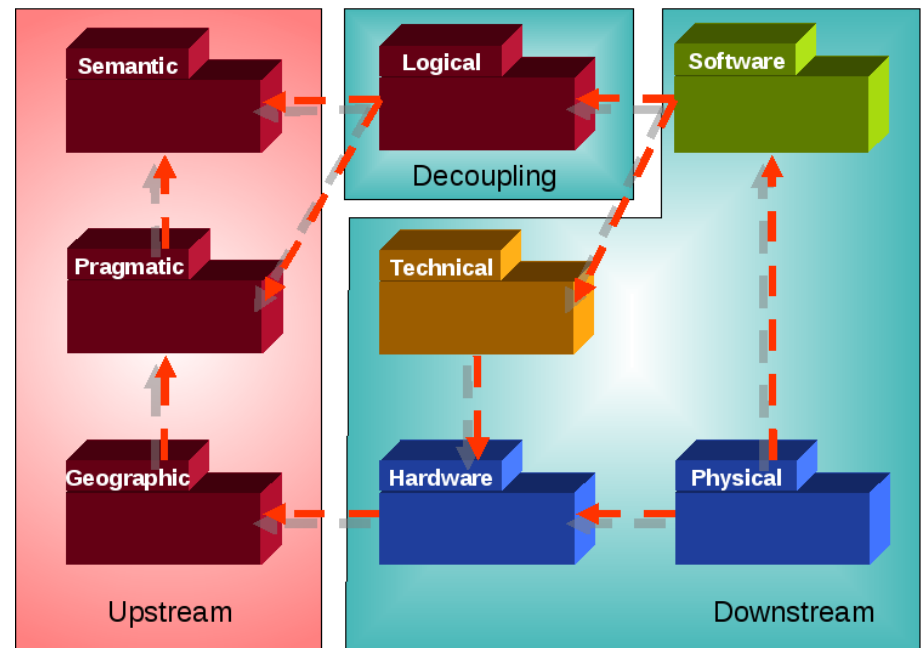 Semantic
Logical
Software
Decoupling
Pragmatic
Technical
Geographic
Hardware
Physical
Upstream
Downstream